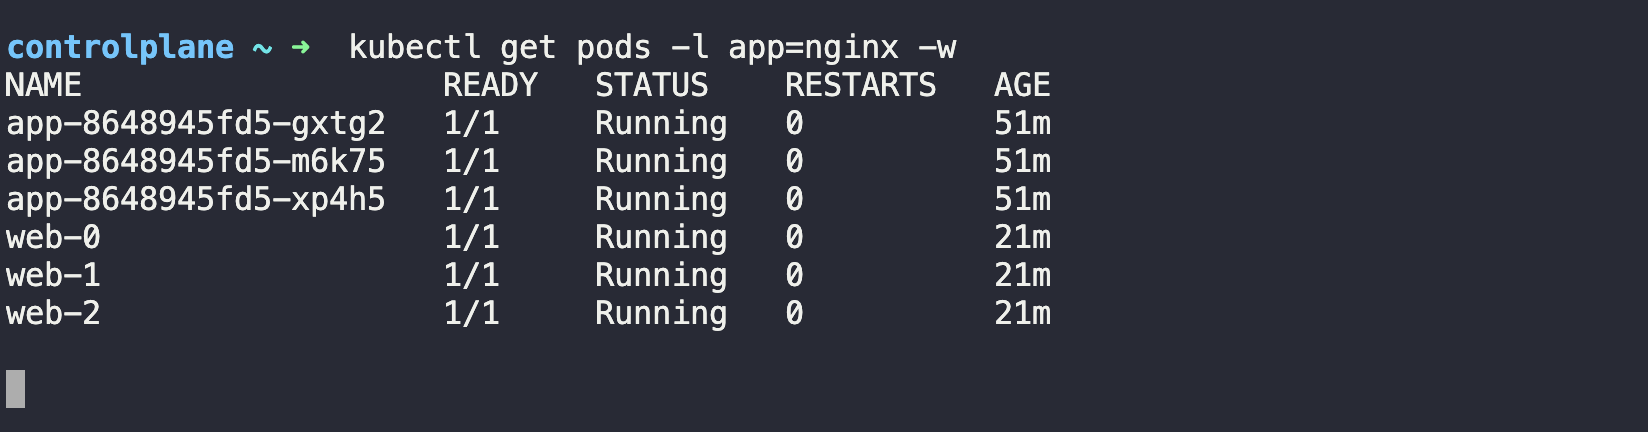 controlplane ~ ➜ kubectl get pods -l app=nginx -w
NAME READY STATUS RESTARTS AGE
app-8648945fd5-gxtg2 1/1 Running 0 51m
app-8648945fd5-m6k75 1/1 Running 0 51m
app-8648945fd5-xp4h5 1/1 Running 0 51m
web-0 1/1 Running 0 21m
web-1 1/1 Running 0 21m
web-2 1/1 Running 0 21m